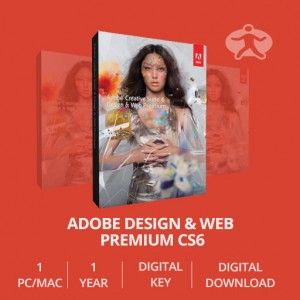 Adobe Creative Suite 6
Design & Web Premium
ADOBE DESIGN & WEB
PREMIUM CS6
1
PC/MAC
1
YEAR
DIGITAL
KEY
DIGITAL
DOWNLOAD